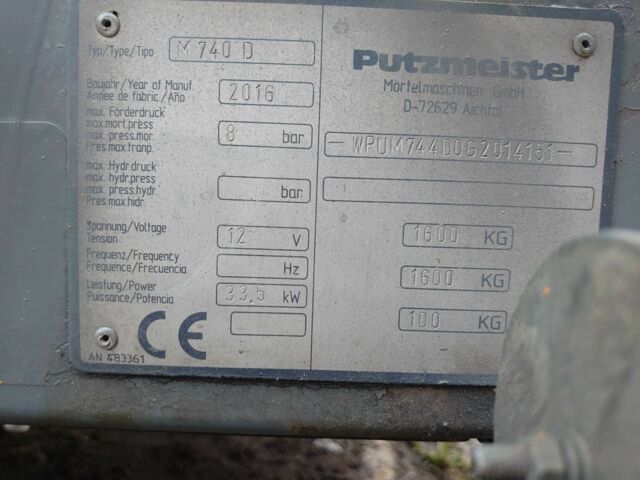 Typ/Type/Tipo M 740 D
Baujahr/Year of Manuf.
Annee de fabric./Año 2016
max. Förderdruck
max. mort.press
max. press.mor. 8 bar
Pres.max.tranp.
max. Hydr.druck
max. hydr.press
max. press.hydr. bar
Pres max.hidr.
Spannung/Voltage
Tension 12 V
Frequenz/Frequency
Frequence/Frecuencia Hz
Leistung/Power
Puissance/Potencia 33,5 kW
CE
AN 483361
Putzmeister
Mörtelmaschinen GmbH
D-72629 Aichtal
-WPUM744D0G2014151-
1600 KG
1600 KG
100 KG